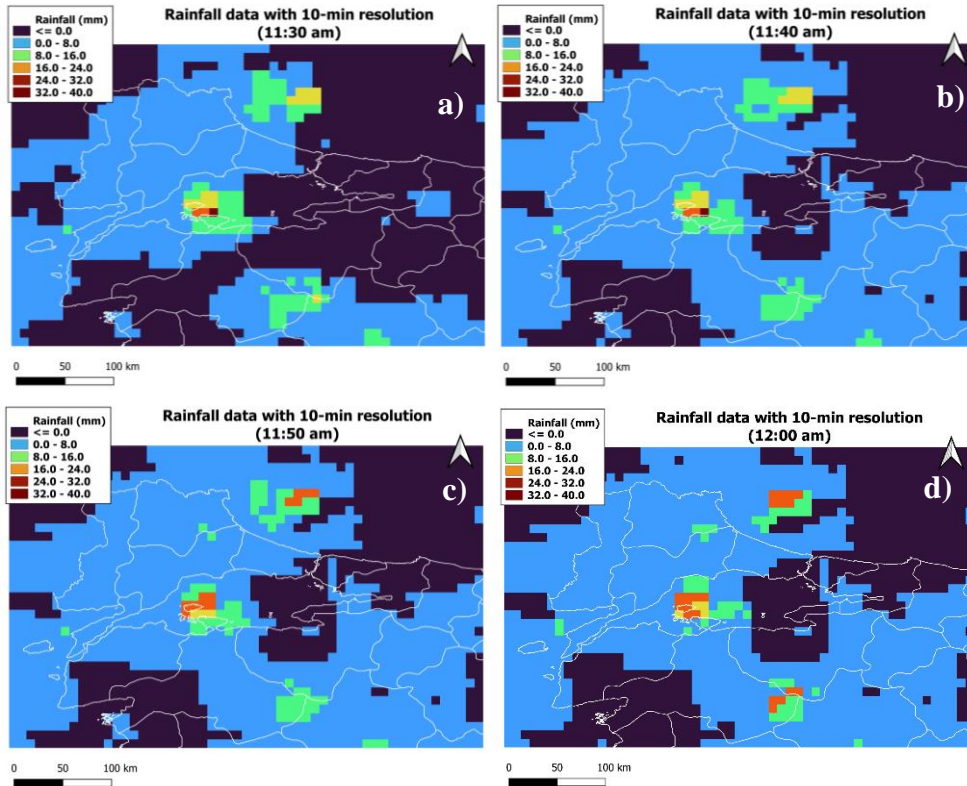 Rainfall data with 10-min resolution
(11:30 am)
Rainfall (mm)
<= 0.0
0.0 - 8.0
8.0 - 16.0
16.0 - 24.0
24.0 - 32.0
32.0 - 40.0
a)
0 50 100 km
Rainfall data with 10-min resolution
(11:40 am)
Rainfall (mm)
<= 0.0
0.0 - 8.0
8.0 - 16.0
16.0 - 24.0
24.0 - 32.0
32.0 - 40.0
b)
0 50 100 km
Rainfall data with 10-min resolution
(11:50 am)
Rainfall (mm)
<= 0.0
0.0 - 8.0
8.0 - 16.0
16.0 - 24.0
24.0 - 32.0
32.0 - 40.0
c)
0 50 100 km
Rainfall data with 10-min resolution
(12:00 am)
Rainfall (mm)
<= 0.0
0.0 - 8.0
8.0 - 16.0
16.0 - 24.0
24.0 - 32.0
32.0 - 40.0
d)
0 50 100 km